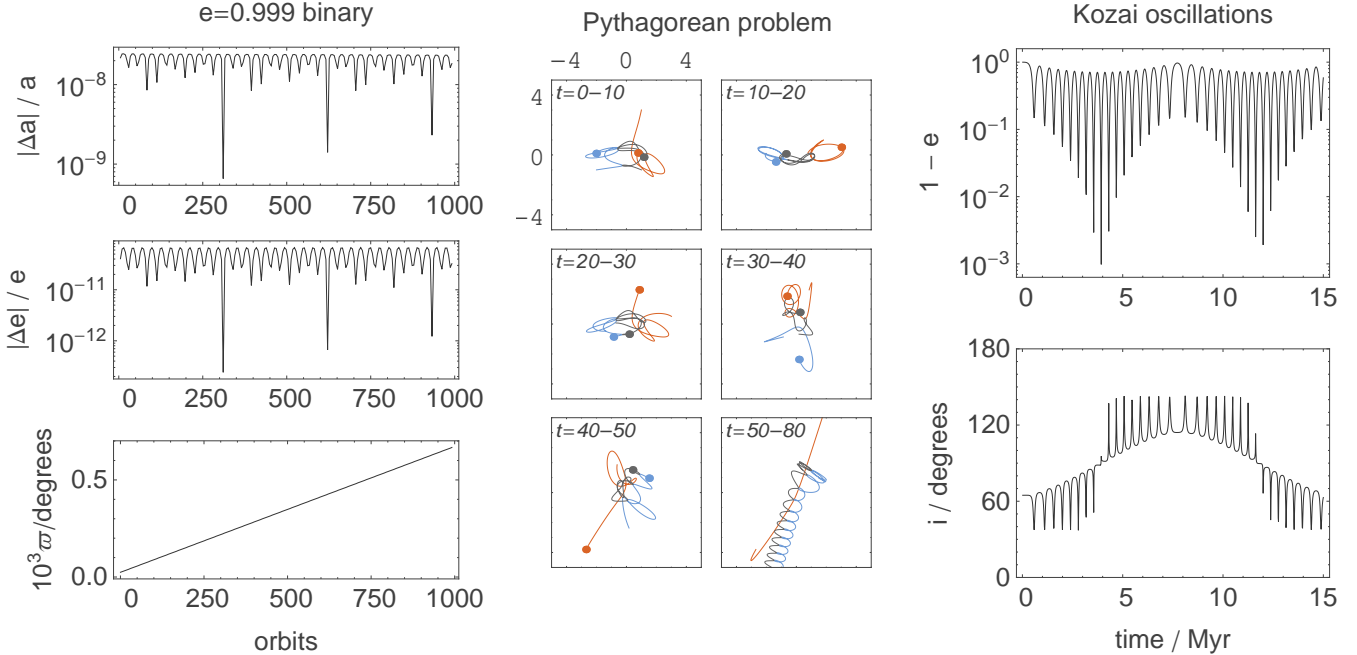 e=0.999 binary
|Δa| / a
10⁻⁸
10⁻⁹
0 250 500 750 1000
|Δe| / e
10⁻¹¹
10⁻¹²
0 250 500 750 1000
10³ϖ/degrees
0.5
0.0
0 250 500 750 1000
orbits
Pythagorean problem
−4 0 4
4
0
−4
t=0−10
t=10−20
t=20−30
t=30−40
t=40−50
t=50−80
Kozai oscillations
1 − e
10⁰
10⁻¹
10⁻²
10⁻³
0 5 10 15
i / degrees
180
120
60
0
0 5 10 15
time / Myr